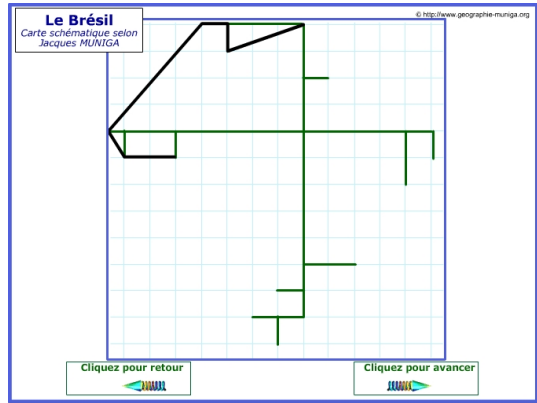 Le Brésil
Carte schématique selon
Jacques MUNIGA
© http://www.geographie-muniga.org
Cliquez pour retour
Cliquez pour avancer